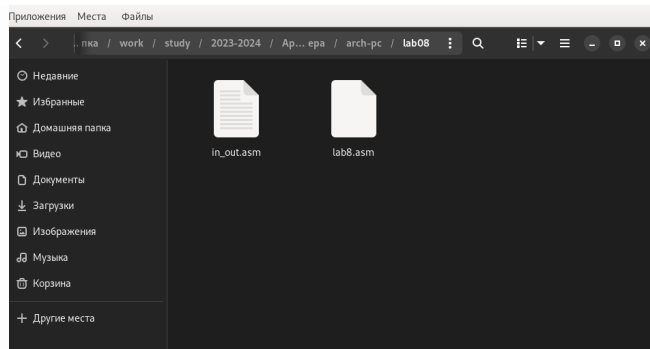 Приложения Места Файлы
...пка / work / study / 2023-2024 / Ар... ера / arch-pc / lab08
Недавние
Избранные
Домашняя папка
Видео
Документы
Загрузки
Изображения
Музыка
Корзина
Другие места
in_out.asm lab8.asm